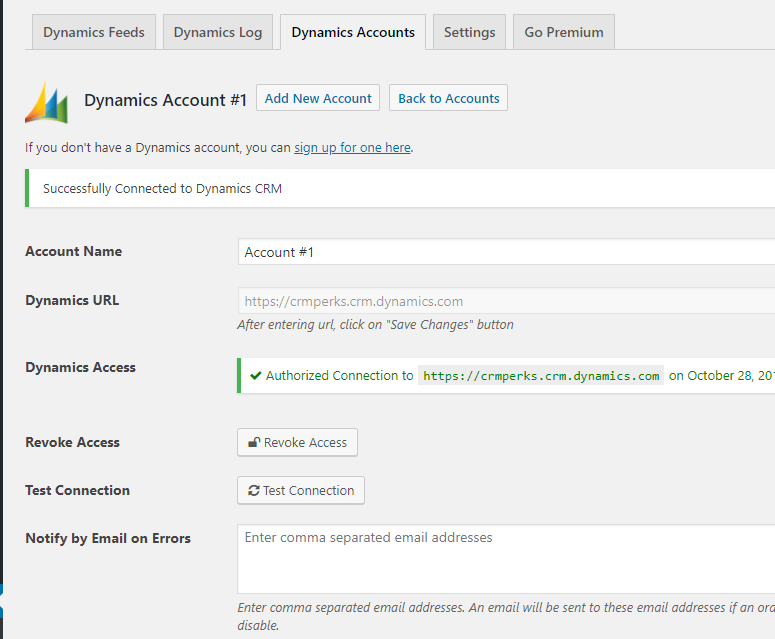 Dynamics Feeds
Dynamics Log
Dynamics Accounts
Settings
Go Premium
Dynamics Account #1
Add New Account
Back to Accounts
If you don't have a Dynamics account, you can sign up for one here.
Successfully Connected to Dynamics CRM
Account Name
Account #1
Dynamics URL
https://crmperks.crm.dynamics.com
After entering url, click on "Save Changes" button
Dynamics Access
Authorized Connection to https://crmperks.crm.dynamics.com on October 28, 201
Revoke Access
Revoke Access
Test Connection
Test Connection
Notify by Email on Errors
Enter comma separated email addresses
Enter comma separated email addresses. An email will be sent to these email addresses if an
disable.